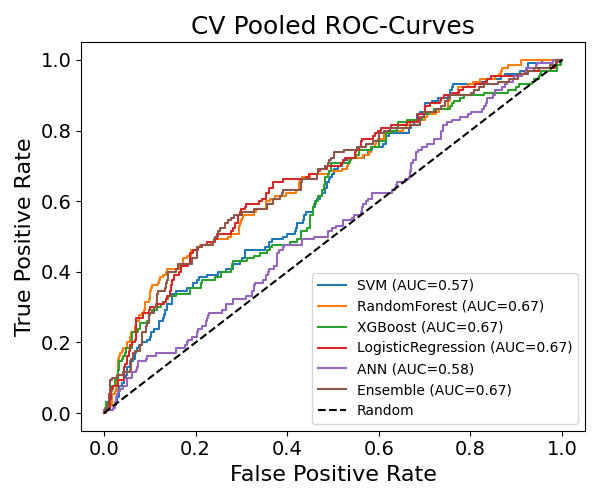 CV Pooled ROC-Curves
True Positive Rate
1.0
0.8
0.6
0.4
0.2
0.0
SVM (AUC=0.57)
RandomForest (AUC=0.67)
XGBoost (AUC=0.67)
LogisticRegression (AUC=0.67)
ANN (AUC=0.58)
Ensemble (AUC=0.67)
Random
0.0 0.2 0.4 0.6 0.8 1.0
False Positive Rate